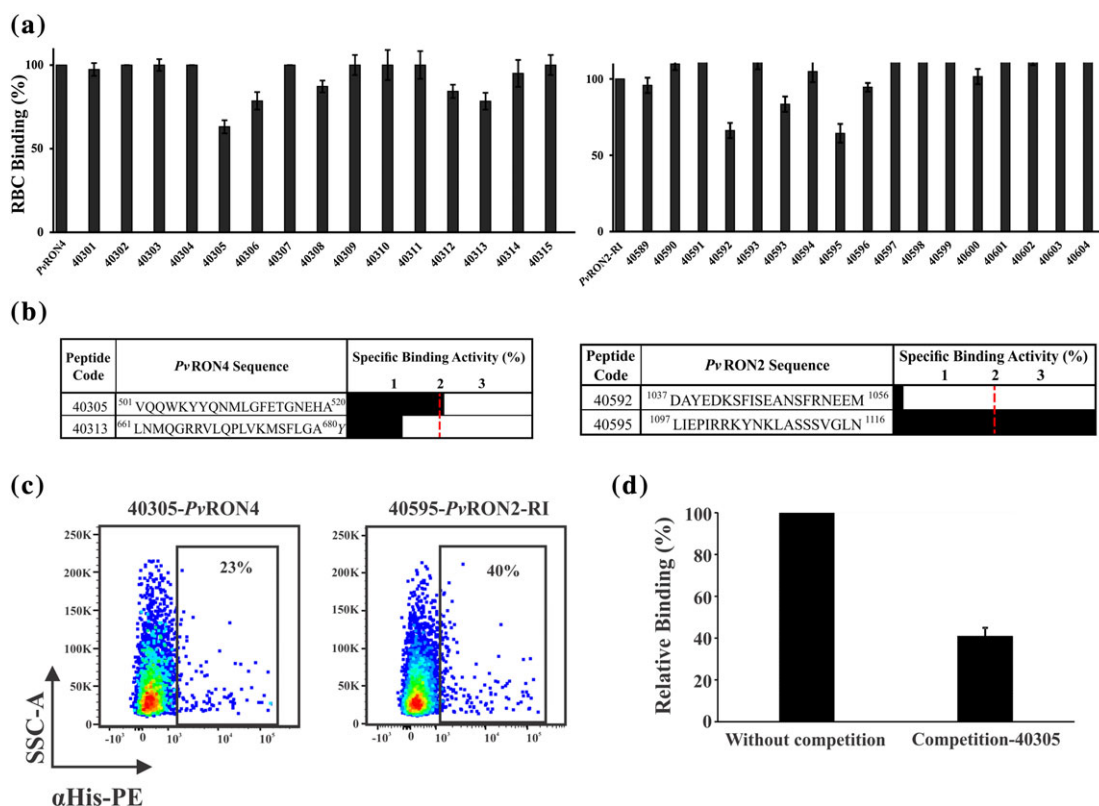 (a)
RBC Binding (%)
100
50
0
PvRON4
40301
40302
40303
40304
40305
40306
40307
40308
40309
40310
40311
40312
40313
40314
40315
100
50
0
PvRON2-RI
40589
40590
40591
40592
40593
40593
40594
40595
40596
40597
40598
40599
40600
40601
40602
40603
40604
(b)
Peptide Code PvRON4 Sequence Specific Binding Activity (%)
1 2 3
40305 501 VQQWKYYQNMLGFETGNEHA 520
40313 661 LNMQGRRVLQPLVKMSFLGA 680 Y
Peptide Code PvRON2 Sequence Specific Binding Activity (%)
1 2 3
40592 1037 DAYEDKSFISEANSFRNEEM 1056
40595 1097 LIEPIRRKYNKLASSSVGLN 1116
(c)
40305-PvRON4
250K
200K
150K
100K
50K
0
23%
-10³ 0 10³ 10⁴ 10⁵
40595-PvRON2-RI
250K
200K
150K
100K
50K
0
40%
-10³ 0 10³ 10⁴ 10⁵
SSC-A
αHis-PE
(d)
Relative Binding (%)
100
80
60
40
20
0
Without competition
Competition-40305